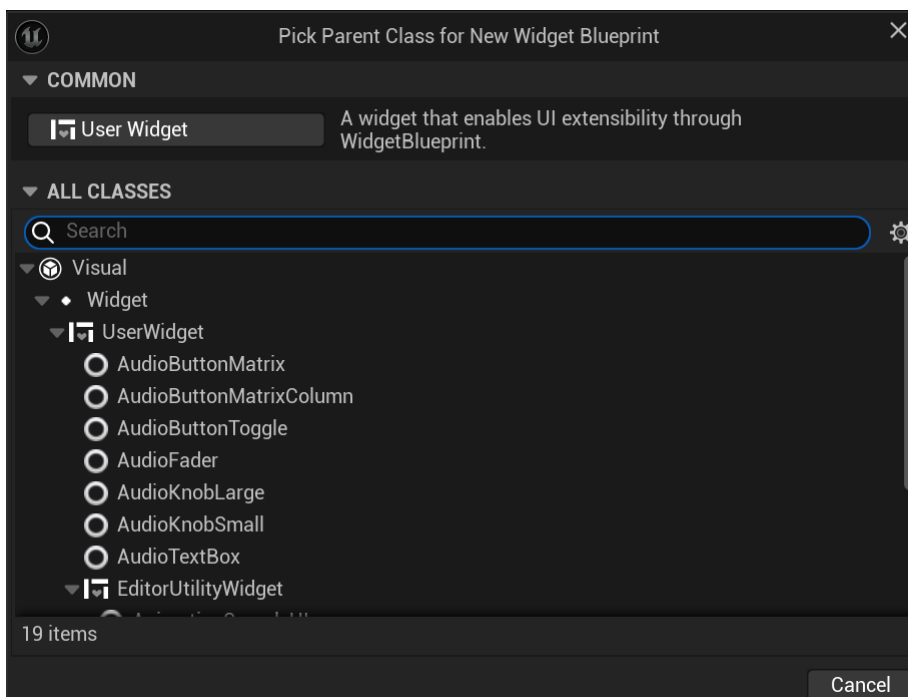 Pick Parent Class for New Widget Blueprint
COMMON
User Widget
A widget that enables UI extensibility through
WidgetBlueprint.
ALL CLASSES
Search
Visual
Widget
UserWidget
AudioButtonMatrix
AudioButtonMatrixColumn
AudioButtonToggle
AudioFader
AudioKnobLarge
AudioKnobSmall
AudioTextBox
EditorUtilityWidget
19 items
Cancel